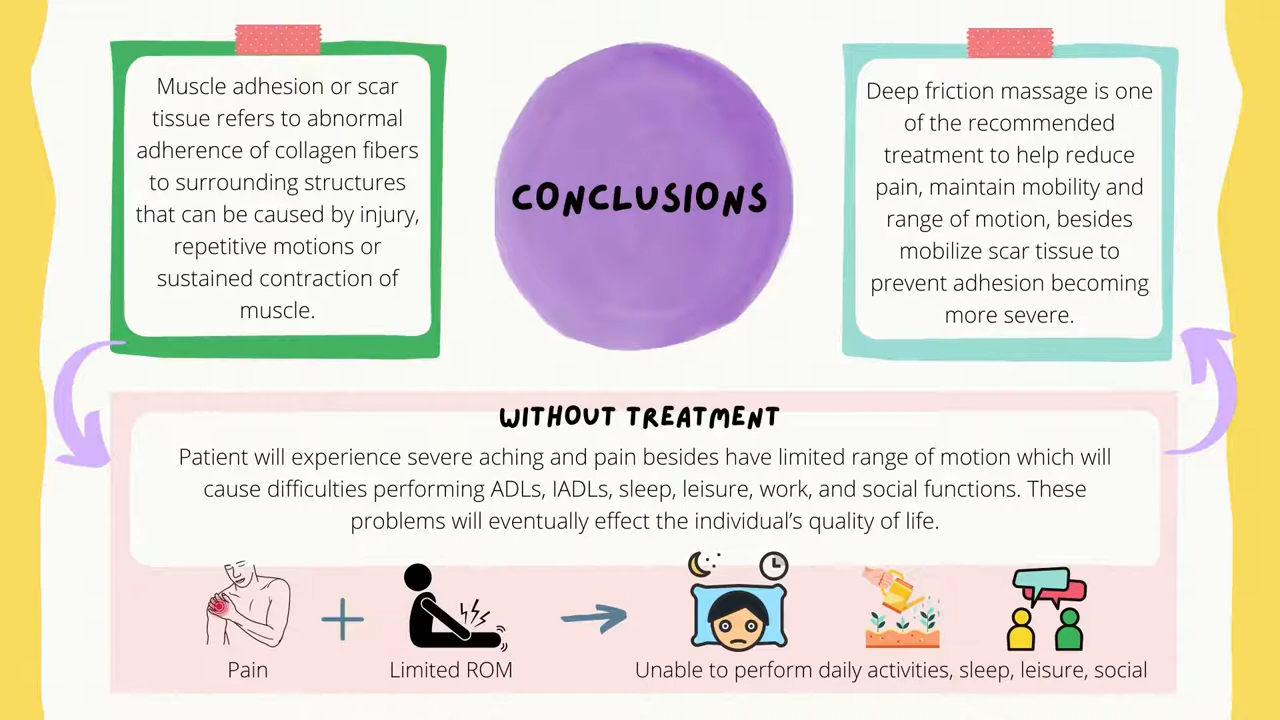 Muscle adhesion or scar
tissue refers to abnormal
adherence of collagen fibers
to surrounding structures
that can be caused by injury,
repetitive motions or
sustained contraction of
muscle.
CONCLUSIONS
Deep friction massage is one
of the recommended
treatment to help reduce
pain, maintain mobility and
range of motion, besides
mobilize scar tissue to
prevent adhesion becoming
more severe.
WITHOUT TREATMENT
Patient will experience severe aching and pain besides have limited range of motion which will
cause difficulties performing ADLs, IADLs, sleep, leisure, work, and social functions. These
problems will eventually effect the individual's quality of life.
Pain
Limited ROM
Unable to perform daily activities, sleep, leisure, social